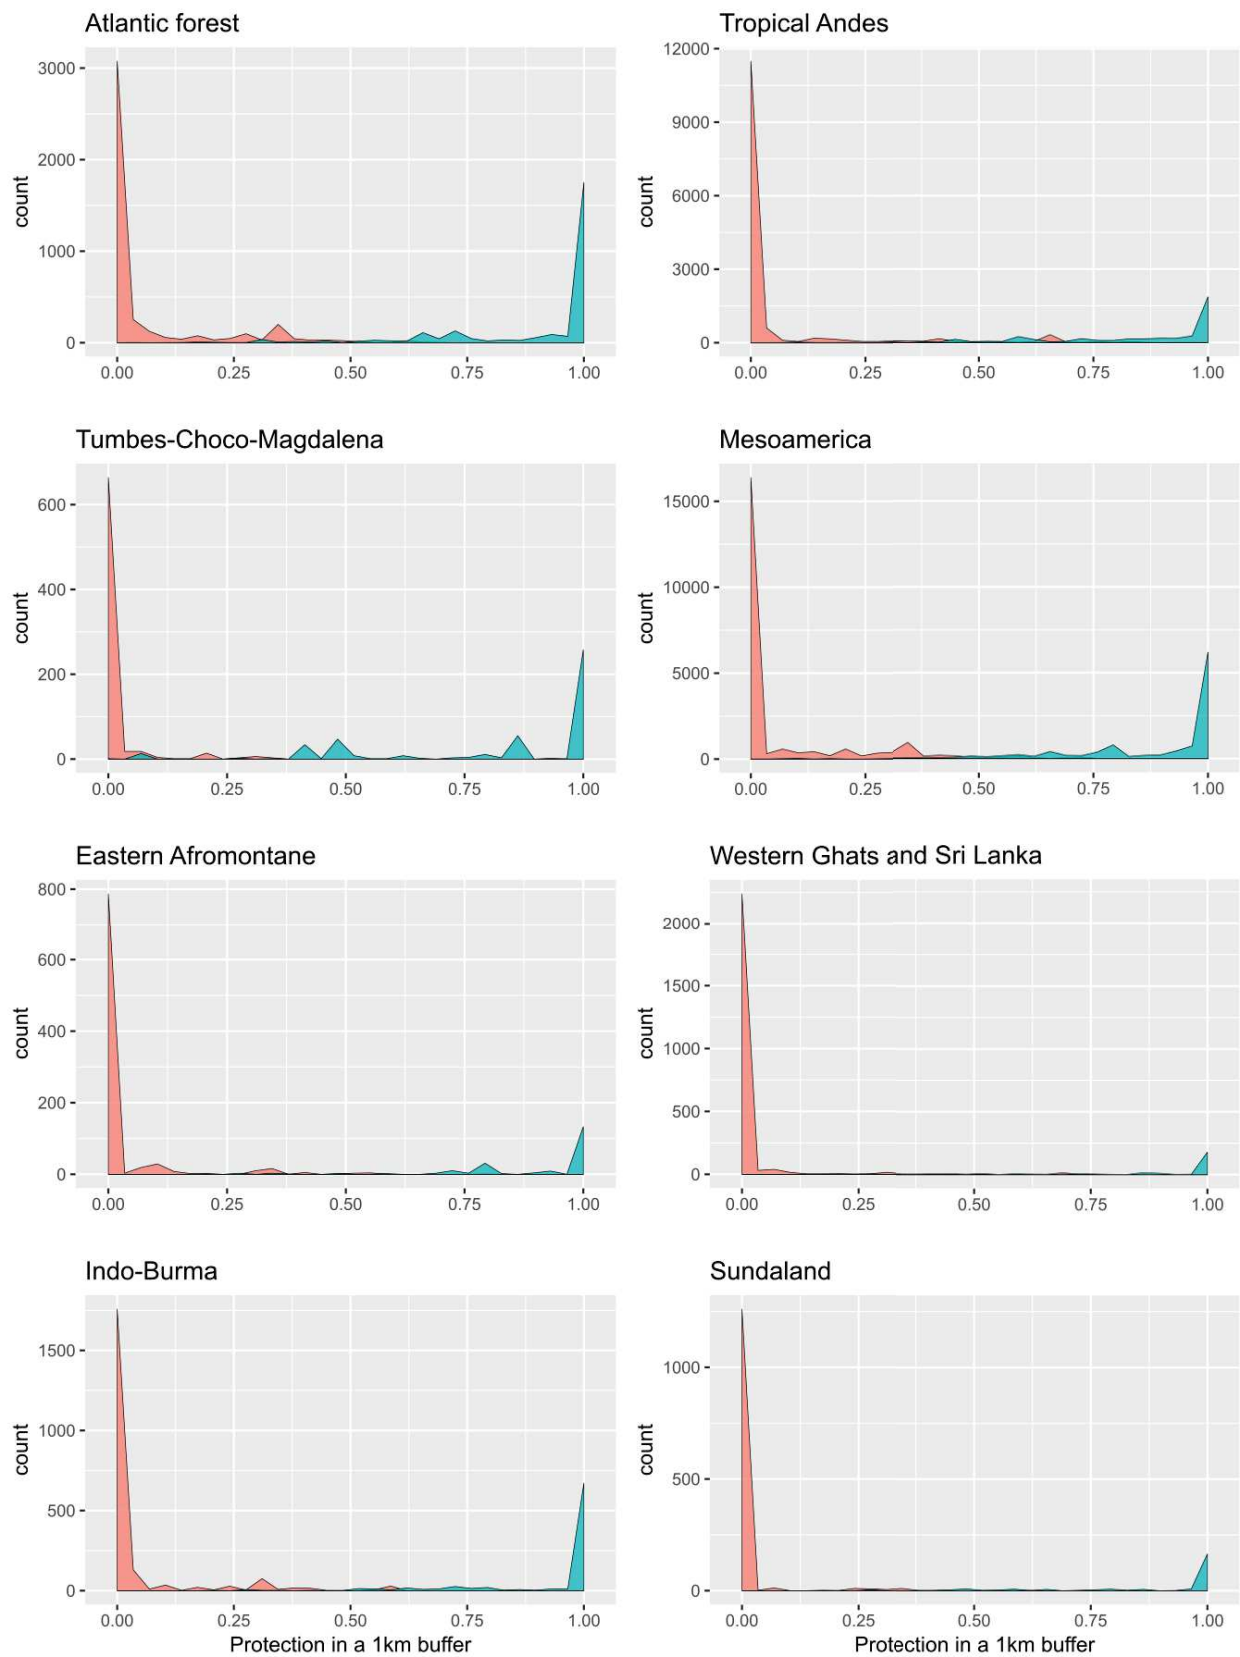 Atlantic forest
count
3000
2000
1000
0
0.00 0.25 0.50 0.75 1.00
Tropical Andes
count
12000
9000
6000
3000
0
0.00 0.25 0.50 0.75 1.00
Tumbes-Choco-Magdalena
count
600
400
200
0
0.00 0.25 0.50 0.75 1.00
Mesoamerica
count
15000
10000
5000
0
0.00 0.25 0.50 0.75 1.00
Eastern Afromontane
count
800
600
400
200
0
0.00 0.25 0.50 0.75 1.00
Western Ghats and Sri Lanka
count
2000
1500
1000
500
0
0.00 0.25 0.50 0.75 1.00
Indo-Burma
count
1500
1000
500
0
0.00 0.25 0.50 0.75 1.00
Protection in a 1km buffer
Sundaland
count
1000
500
0
0.00 0.25 0.50 0.75 1.00
Protection in a 1km buffer